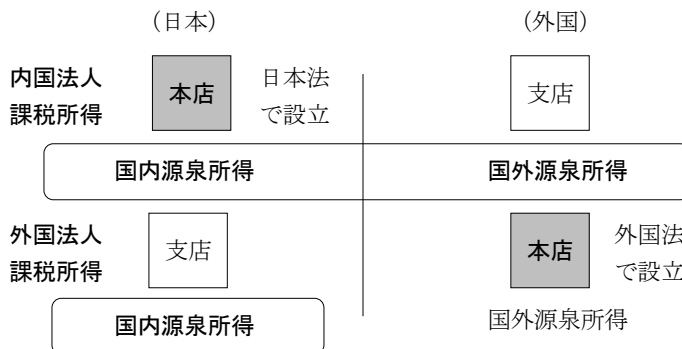 （日本）
（外国）
内国法人
課税所得
本店
日本法
で設立
支店
国内源泉所得
国外源泉所得
外国法人
課税所得
支店
本店
外国法
で設立
国内源泉所得
国外源泉所得